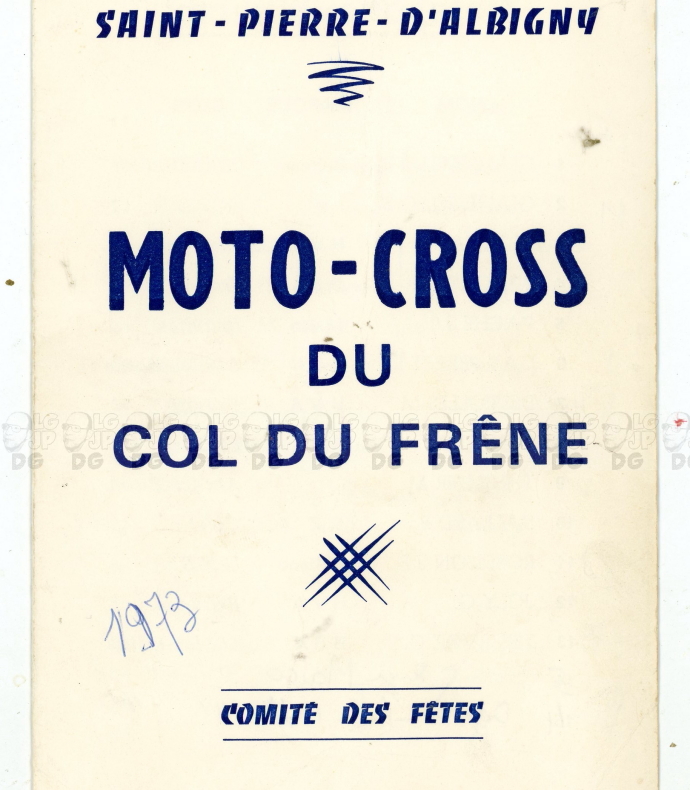 SAINT-PIERRE-D'ALBIGNY
MOTO-CROSS
DU
COL DU FRÊNE
1973
COMITÉ DES FÊTES